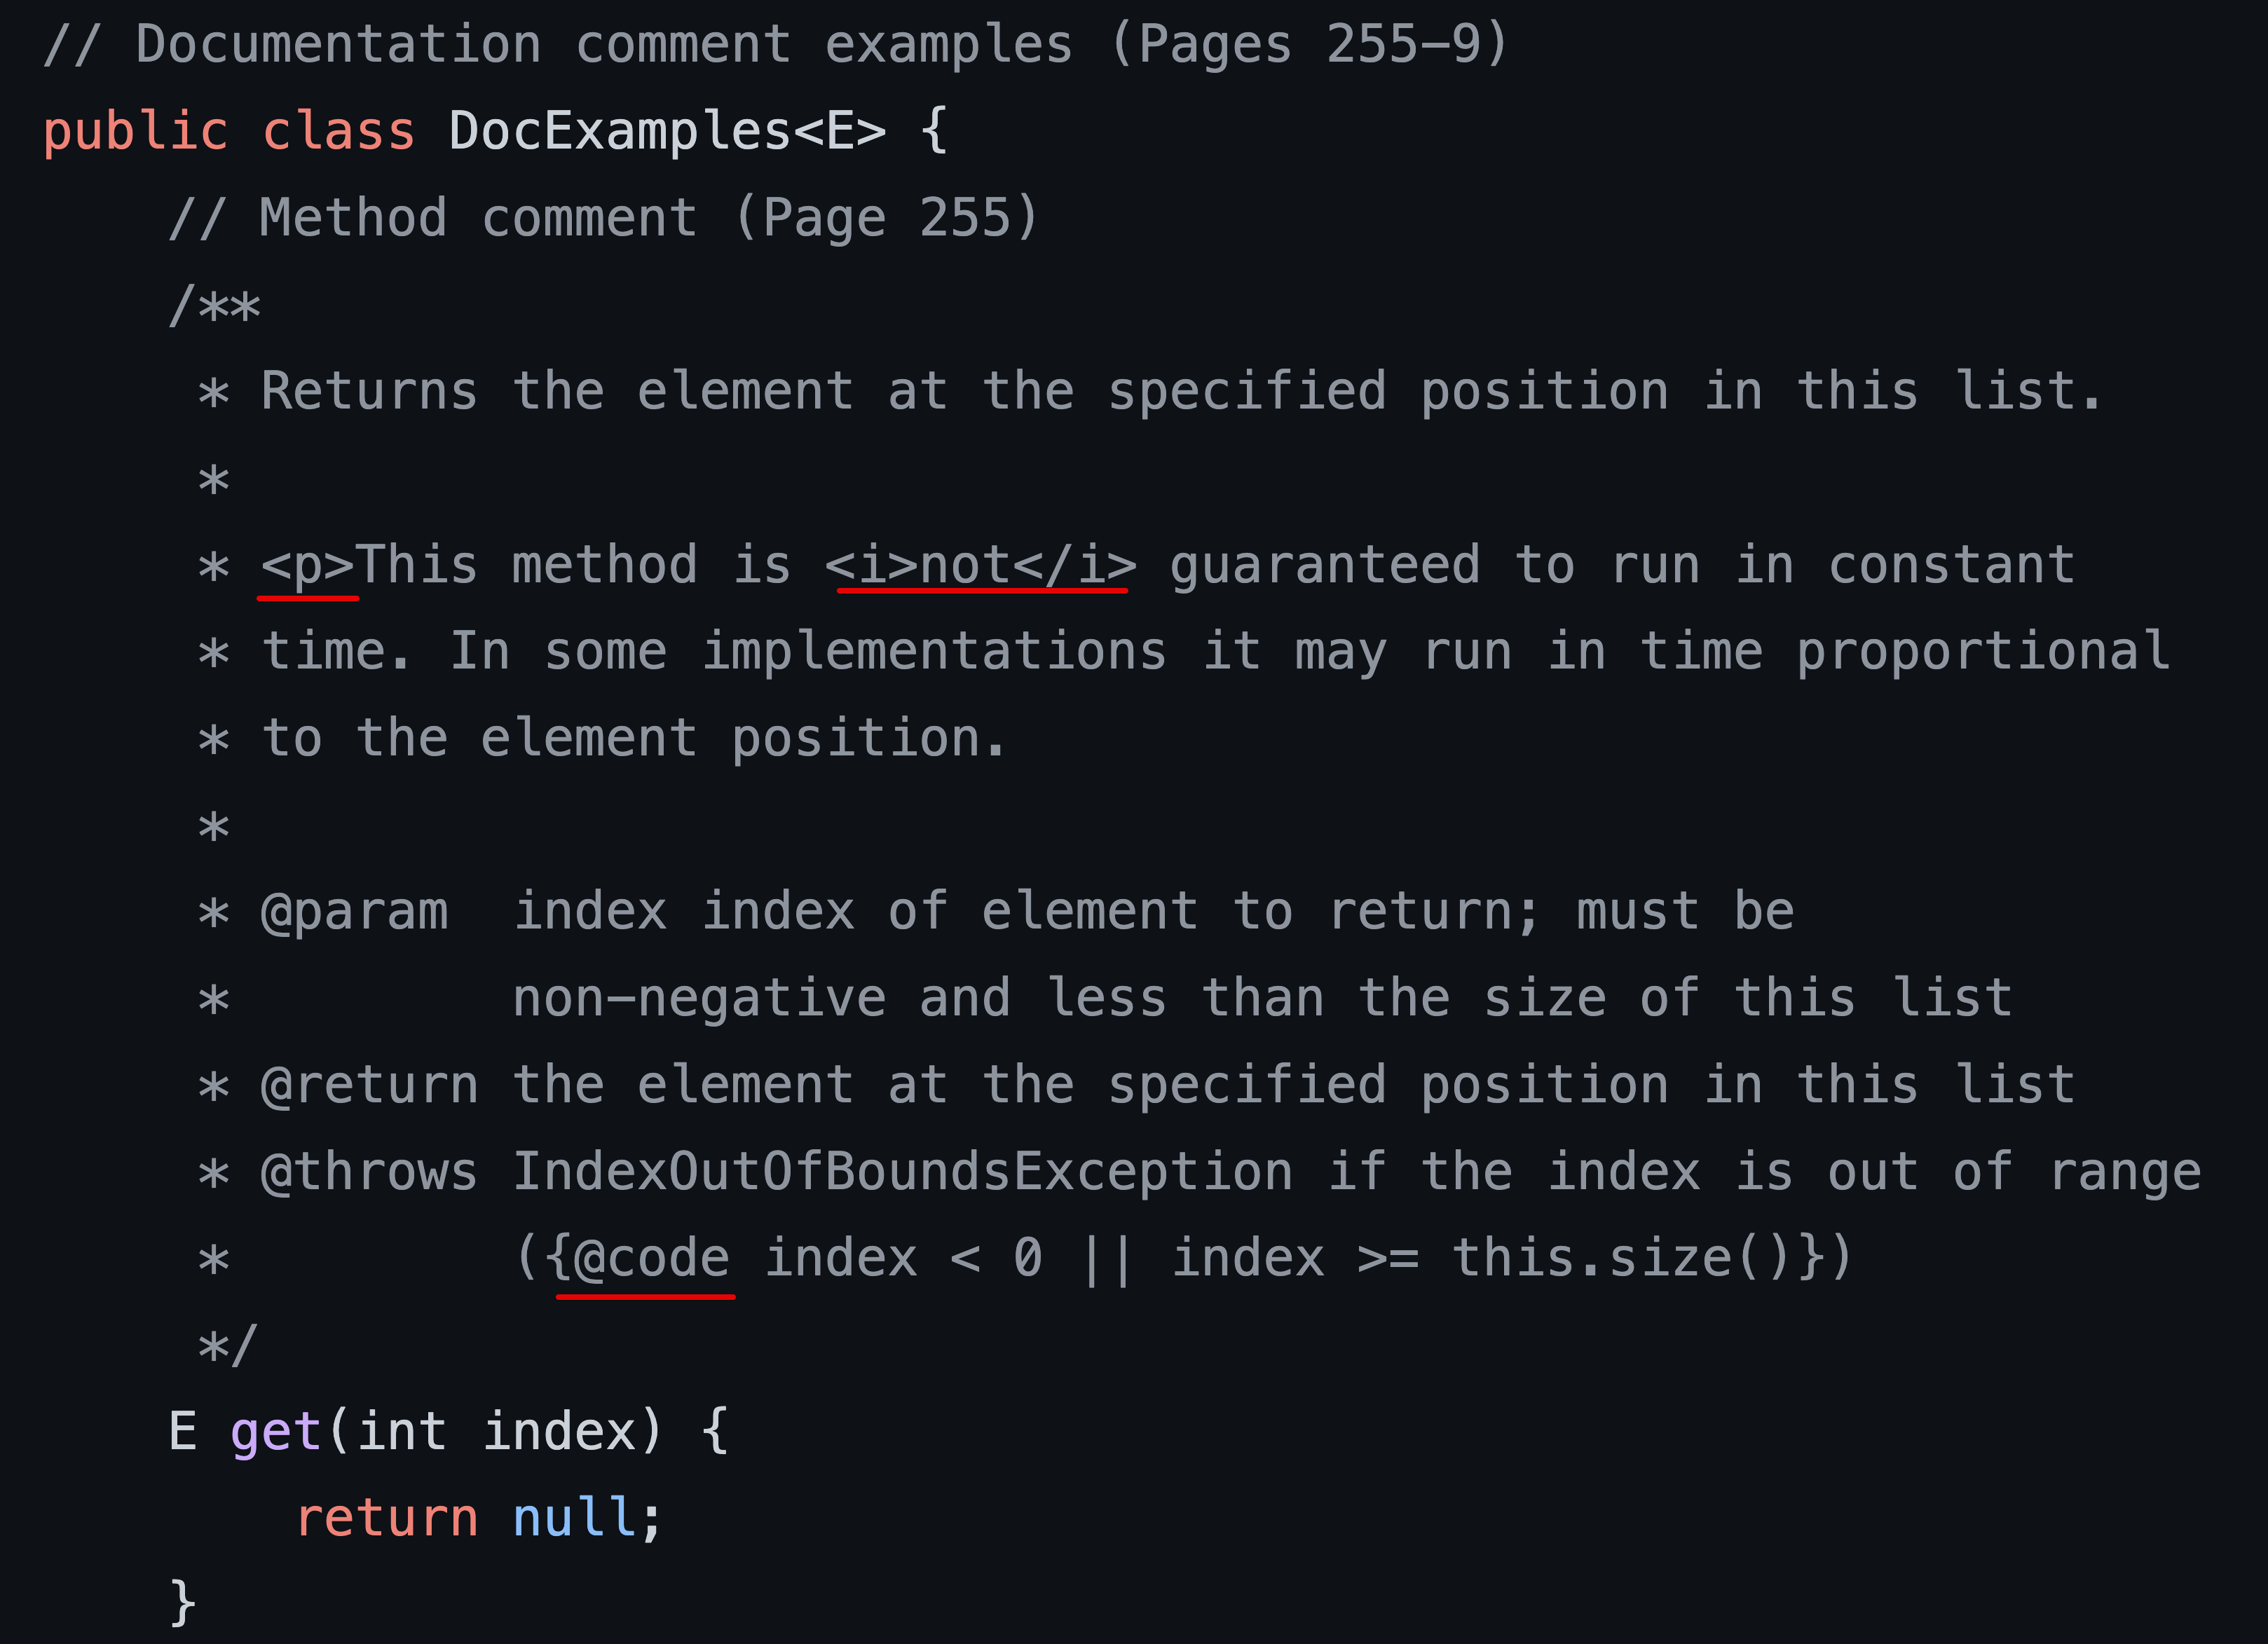 // Documentation comment examples (Pages 255-9)
public class DocExamples<E> {
    // Method comment (Page 255)
    /**
     * Returns the element at the specified position in this list.
     *
     * <p>This method is <i>not</i> guaranteed to run in constant
     * time. In some implementations it may run in time proportional
     * to the element position.
     *
     * @param  index index of element to return; must be
     *         non-negative and less than the size of this list
     * @return the element at the specified position in this list
     * @throws IndexOutOfBoundsException if the index is out of range
     *         ({@code index < 0 || index >= this.size()})
     */
    E get(int index) {
        return null;
    }